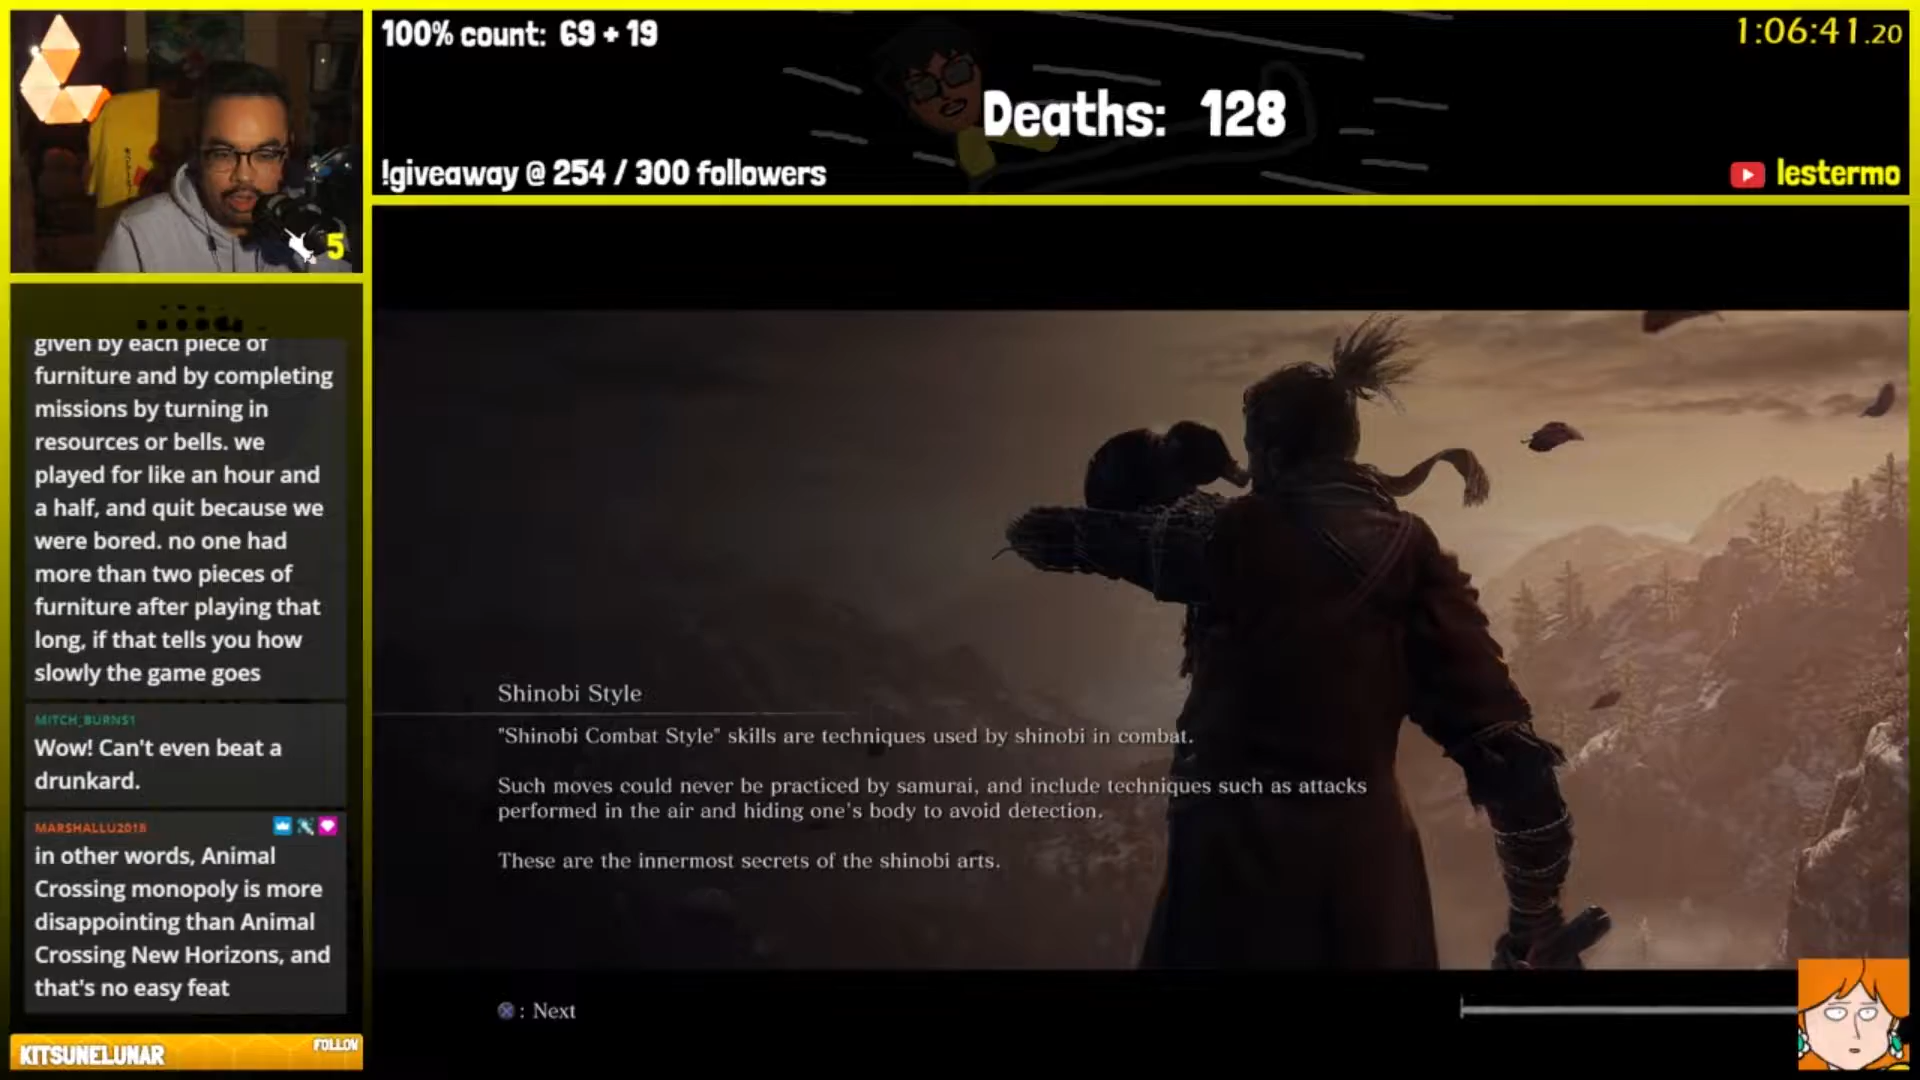 100% count: 69 + 19
1:06:41.20
Deaths: 128
!giveaway @ 254 / 300 followers
lestermo
5
given by each piece of
furniture and by completing
missions by turning in
resources or bells. we
played for like an hour and
a half, and quit because we
were bored. no one had
more than two pieces of
furniture after playing that
long, if that tells you how
slowly the game goes
MITCH_BURNS1
Wow! Can't even beat a
drunkard.
MARSHALLU2018
in other words, Animal
Crossing monopoly is more
disappointing than Animal
Crossing New Horizons, and
that's no easy feat
KITSUNELUNAR
FOLLOW
Shinobi Style
"Shinobi Combat Style" skills are techniques used by shinobi in combat.
Such moves could never be practiced by samurai, and include techniques such as attacks
performed in the air and hiding one's body to avoid detection.
These are the innermost secrets of the shinobi arts.
: Next